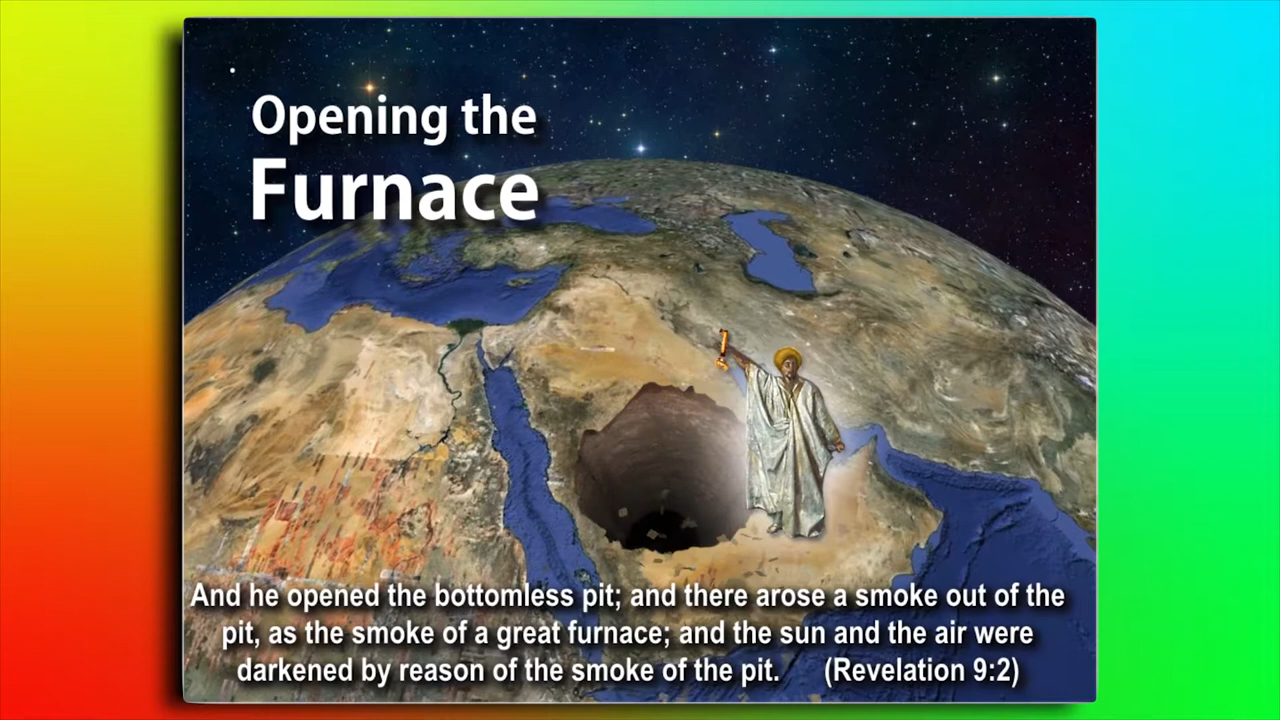 Opening the
Furnace
And he opened the bottomless pit; and there arose a smoke out of the
pit, as the smoke of a great furnace; and the sun and the air were
darkened by reason of the smoke of the pit. (Revelation 9:2)